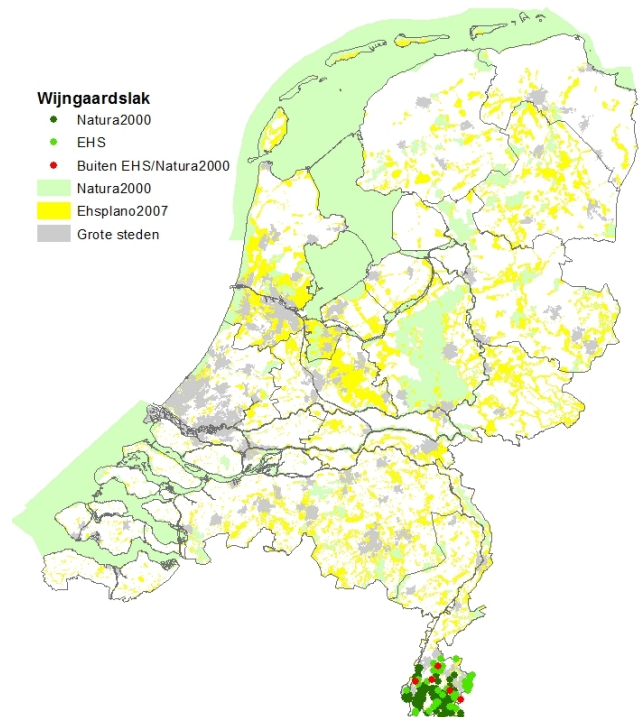 Wijngaardslak
Natura2000
EHS
Buiten EHS/Natura2000
Natura2000
Ehsplano2007
Grote steden